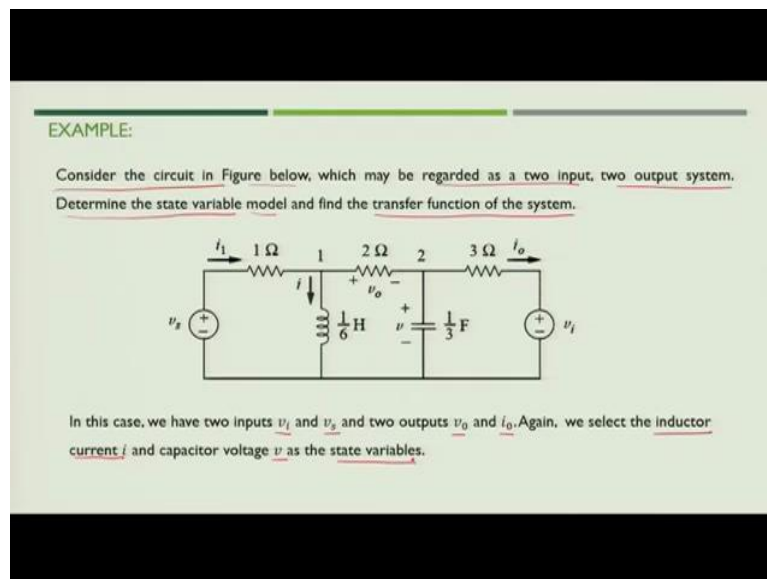 EXAMPLE:
Consider the circuit in Figure below, which may be regarded as a two input, two output system.
Determine the state variable model and find the transfer function of the system.
i₁ 1 Ω 1 2 Ω 2 3 Ω iₒ
i + vₒ −
vₛ + − 1/6 H + v − 1/3 F + − vᵢ
In this case, we have two inputs vᵢ and vₛ and two outputs v₀ and i₀.Again, we select the inductor
current i and capacitor voltage v as the state variables.